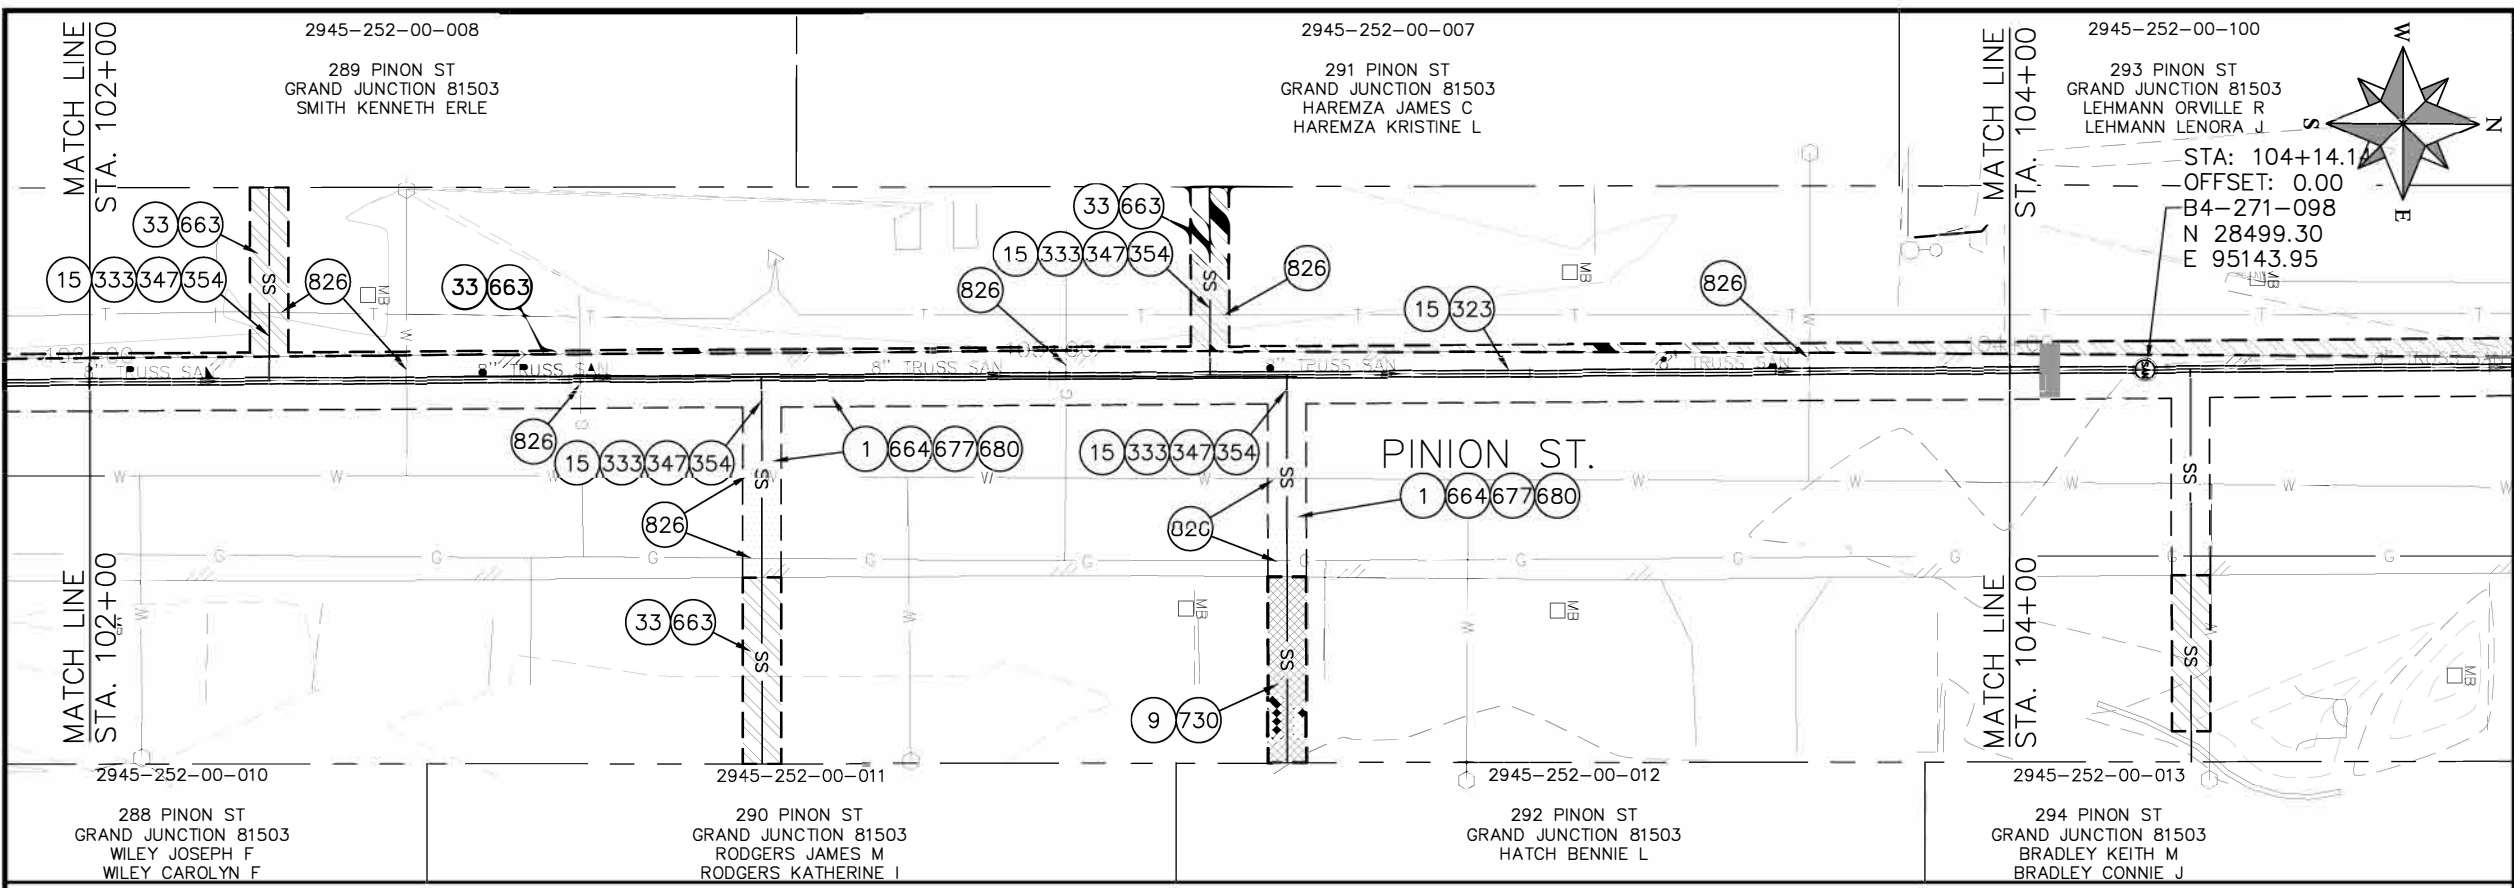 MATCH LINE
STA. 102+00
2945-252-00-008
289 PINON ST
GRAND JUNCTION 81503
SMITH KENNETH ERLE
2945-252-00-007
291 PINON ST
GRAND JUNCTION 81503
HAREMZA JAMES C
HAREMZA KRISTINE L
MATCH LINE
STA. 104+00
2945-252-00-100
293 PINON ST
GRAND JUNCTION 81503
LEHMANN ORVILLE R
LEHMANN LENORA J
W
S
N
E
STA: 104+14.14
OFFSET: 0.00
B4-271-098
N 28499.30
E 95143.95
33 663
15 333 347 354
SS
826
MB
33 663
826
33 663
15 333 347 354
SS
826
MB
15 323
826
MB
T T T T T T T T T
W W
8" TRUSS SAN
8" TRUSS SAN
8" TRUSS SAN
8" TRUSS SAN
8" TRUSS SAN
8" TRUSS SAN
SAN
826
15 333 347 354
1 664 677 680
15 333 347 354
PINION ST.
1 664 677 680
SS
SS
SS
W W W W W W W W W
G G
826
826
G G G G G G G G G
MATCH LINE
STA. 102+00
MB
W
33 663
SS
W
MB
SS
9 730
MB
W
MATCH LINE
STA. 104+00
SS
W
MB
2945-252-00-010
288 PINON ST
GRAND JUNCTION 81503
WILEY JOSEPH F
WILEY CAROLYN F
2945-252-00-011
290 PINON ST
GRAND JUNCTION 81503
RODGERS JAMES M
RODGERS KATHERINE I
2945-252-00-012
292 PINON ST
GRAND JUNCTION 81503
HATCH BENNIE L
2945-252-00-013
294 PINON ST
GRAND JUNCTION 81503
BRADLEY KEITH M
BRADLEY CONNIE J